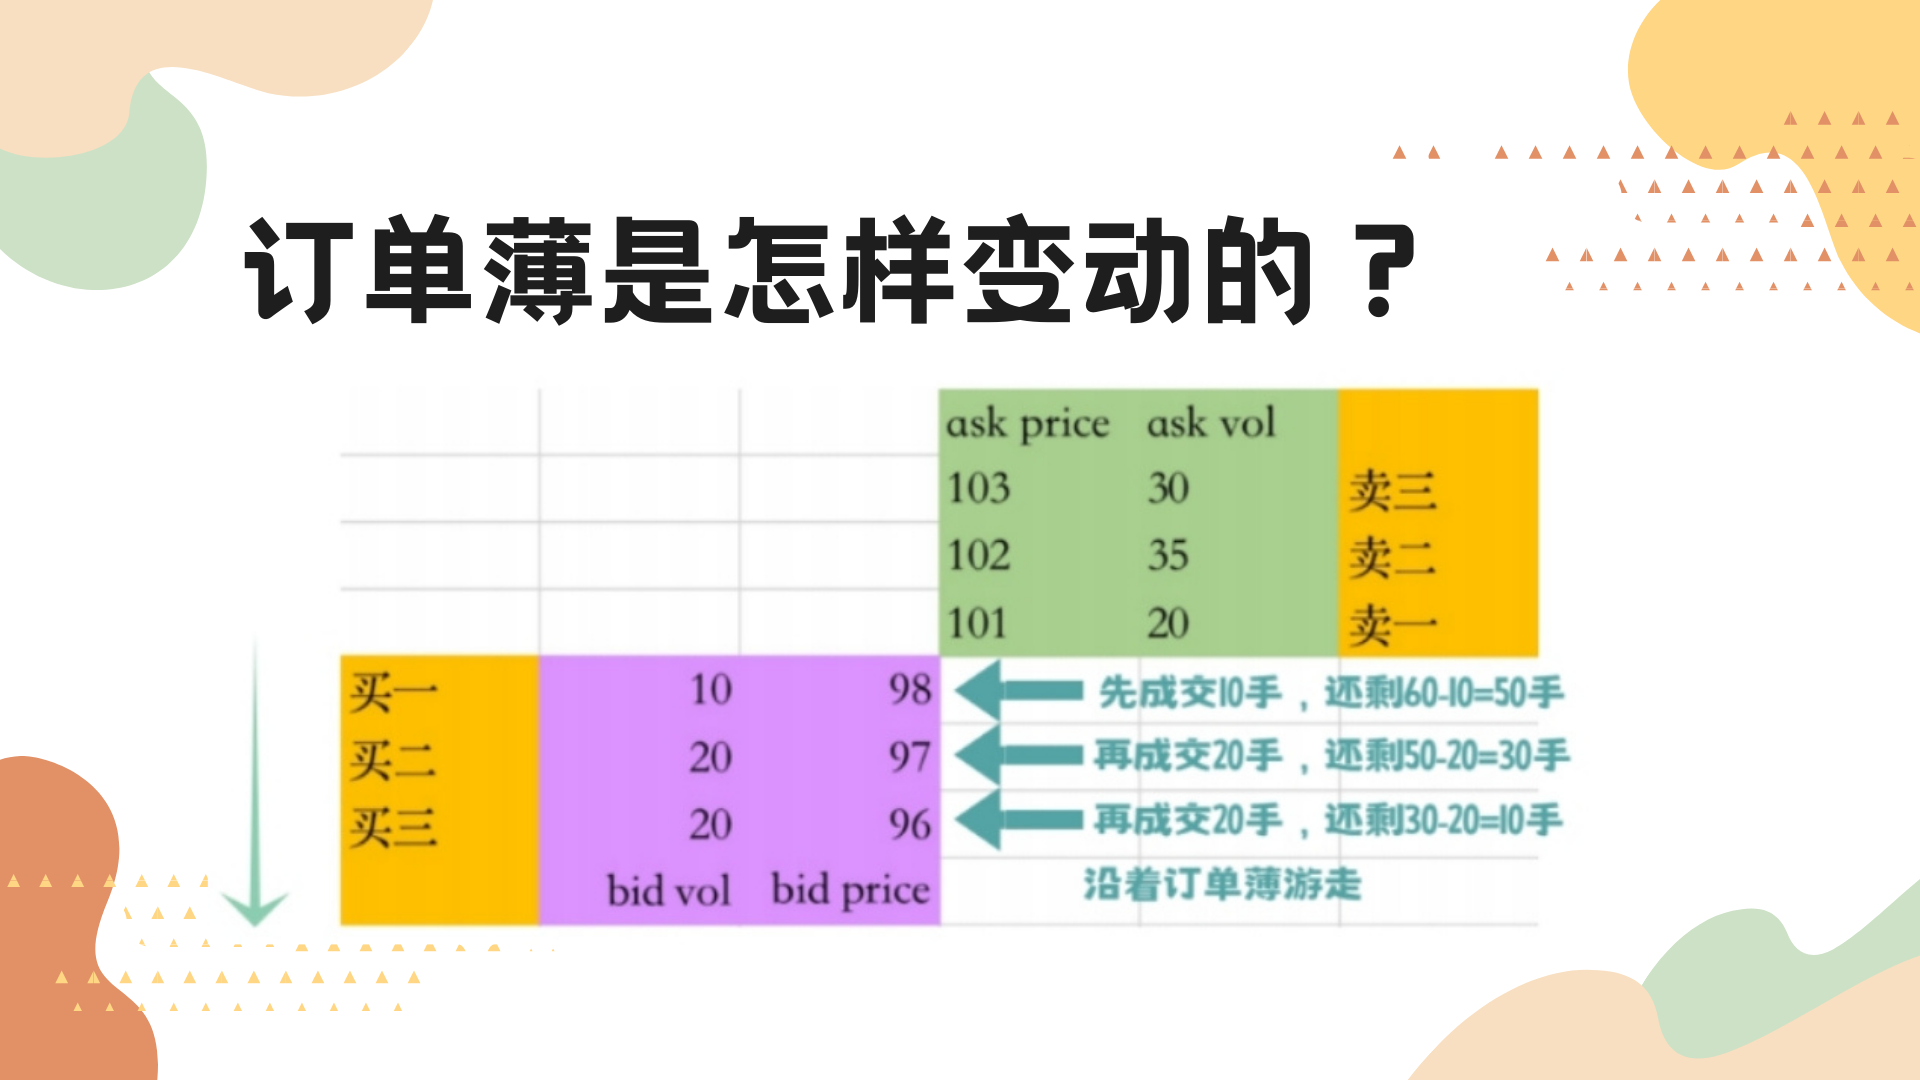 订单薄是怎样变动的？
ask price ask vol
103 30 卖三
102 35 卖二
101 20 卖一
买一 10 98 先成交10手，还剩60-10=50手
买二 20 97 再成交20手，还剩50-20=30手
买三 20 96 再成交20手，还剩30-20=10手
bid vol bid price 沿着订单薄游走